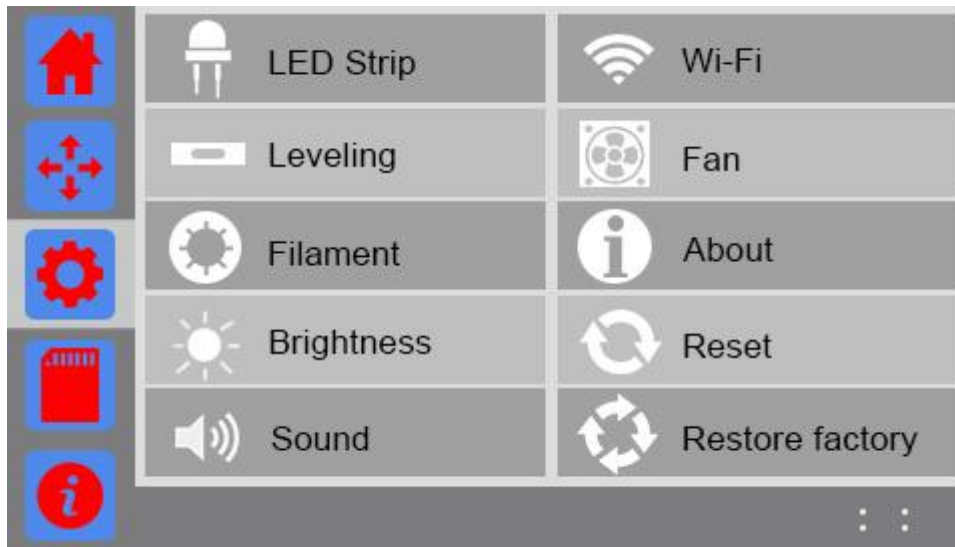 LED Strip
Wi-Fi
Leveling
Fan
Filament
About
Brightness
Reset
Sound
Restore factory
: :